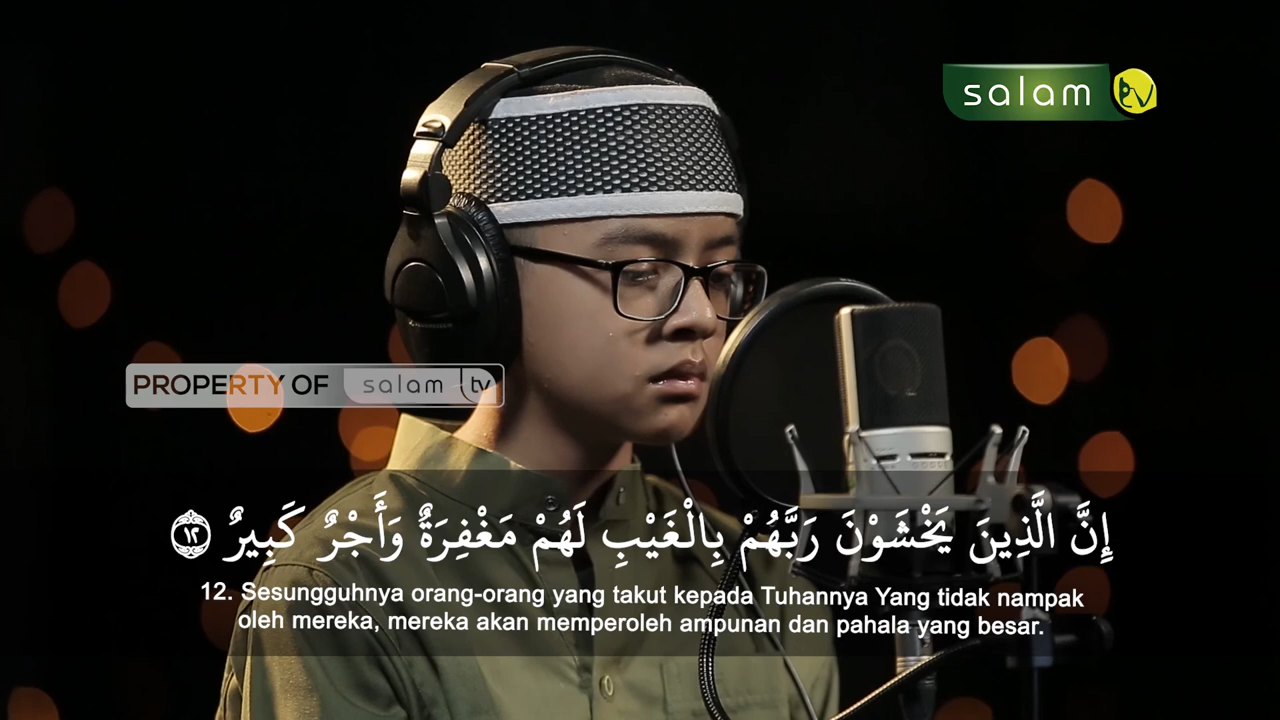 salam tv
PROPERTY OF salam tv
إِنَّ الَّذِينَ يَخْشَوْنَ رَبَّهُمْ بِالْغَيْبِ لَهُمْ مَغْفِرَةٌ وَأَجْرٌ كَبِيرٌ ١٢
12. Sesungguhnya orang-orang yang takut kepada Tuhannya Yang tidak nampak
oleh mereka, mereka akan memperoleh ampunan dan pahala yang besar.